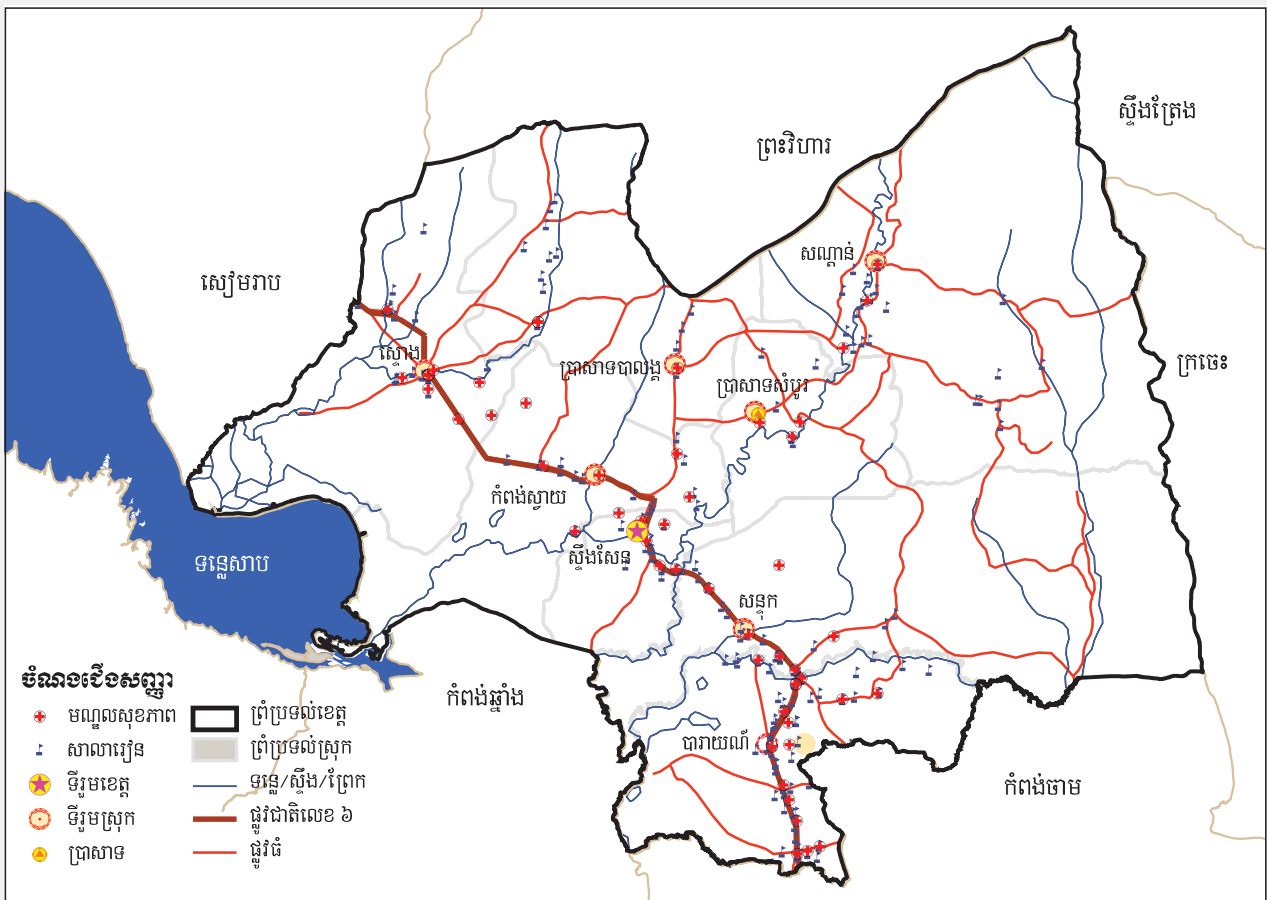 ស្ទឹងត្រែង
ព្រះវិហារ
សណ្តាន់
សៀមរាប
ស្ទោង
ប្រាសាទបាលង្គ
ក្រចេះ
ប្រាសាទសំបូរ
កំពង់ស្វាយ
ស្ទឹងសែន
ទន្លេសាប
សន្ទុក
កំពង់ឆ្នាំង
បារាយណ៍
កំពង់ចាម
ចំណងជើងសញ្ញា
មណ្ឌលសុខភាព
សាលារៀន
ទីរួមខេត្ត
ទីរួមស្រុក
ប្រាសាទ
ព្រំប្រទល់ខេត្ត
ព្រំប្រទល់ស្រុក
ទន្លេ/ស្ទឹង/ព្រែក
ផ្លូវជាតិលេខ ៦
ផ្លូវធំ